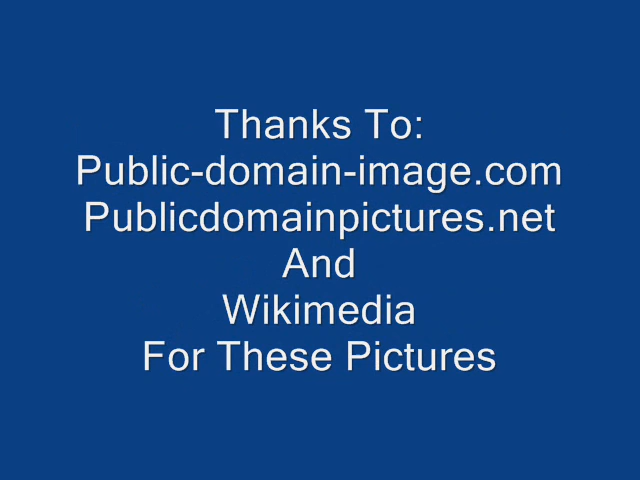 Thanks To:
Public-domain-image.com
Publicdomainpictures.net
And
Wikimedia
For These Pictures